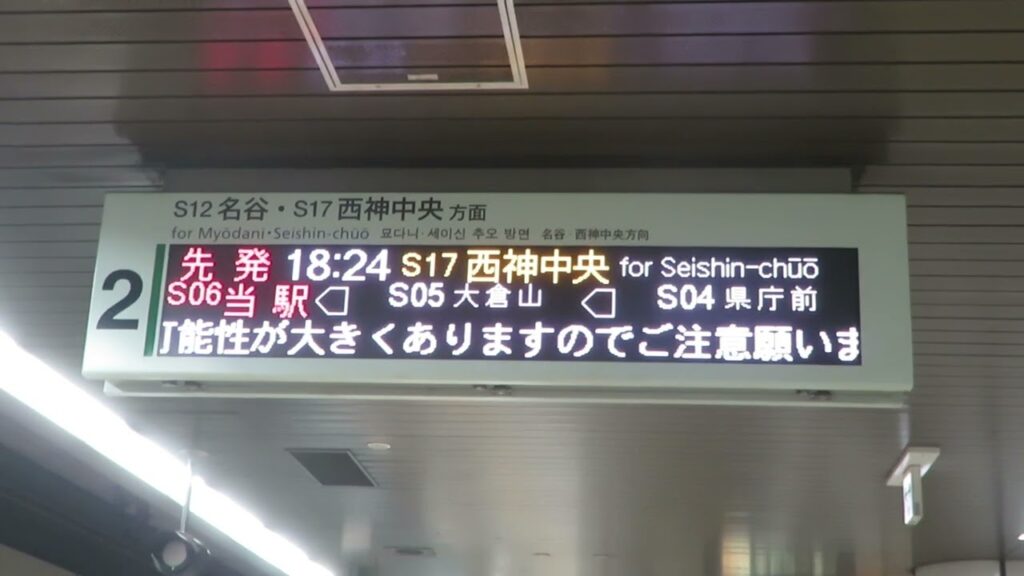 S12 名谷・S17 西神中央 方面
for Myōdani・Seishin-chūō 묘다니・세이신 추오 방면 名谷・西神中央方向
2
先発 18:24 S17 西神中央 for Seishin-chūō
S06 当駅 S05 大倉山 S04 県庁前
能性が大きくありますのでご注意願いま